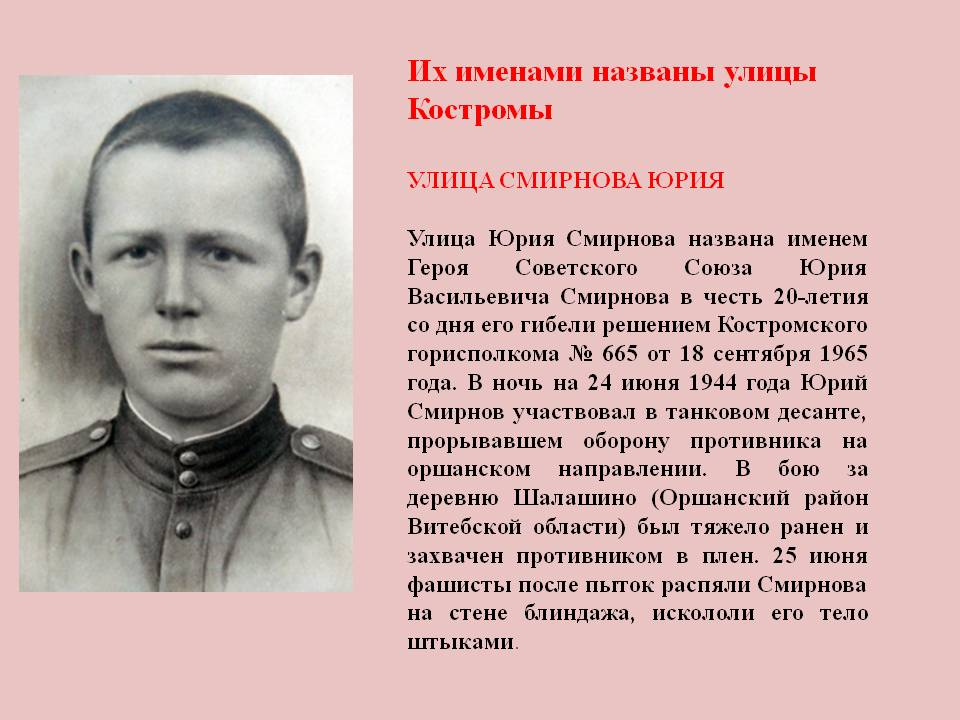 Их именами названы улицы
Костромы
УЛИЦА СМИРНОВА ЮРИЯ
Улица Юрия Смирнова названа именем
Героя Советского Союза Юрия
Васильевича Смирнова в честь 20-летия
со дня его гибели решением Костромского
горисполкома № 665 от 18 сентября 1965
года. В ночь на 24 июня 1944 года Юрий
Смирнов участвовал в танковом десанте,
прорывавшем оборону противника на
оршанском направлении. В бою за
деревню Шалашино (Оршанский район
Витебской области) был тяжело ранен и
захвачен противником в плен. 25 июня
фашисты после пыток распяли Смирнова
на стене блиндажа, искололи его тело
штыками.